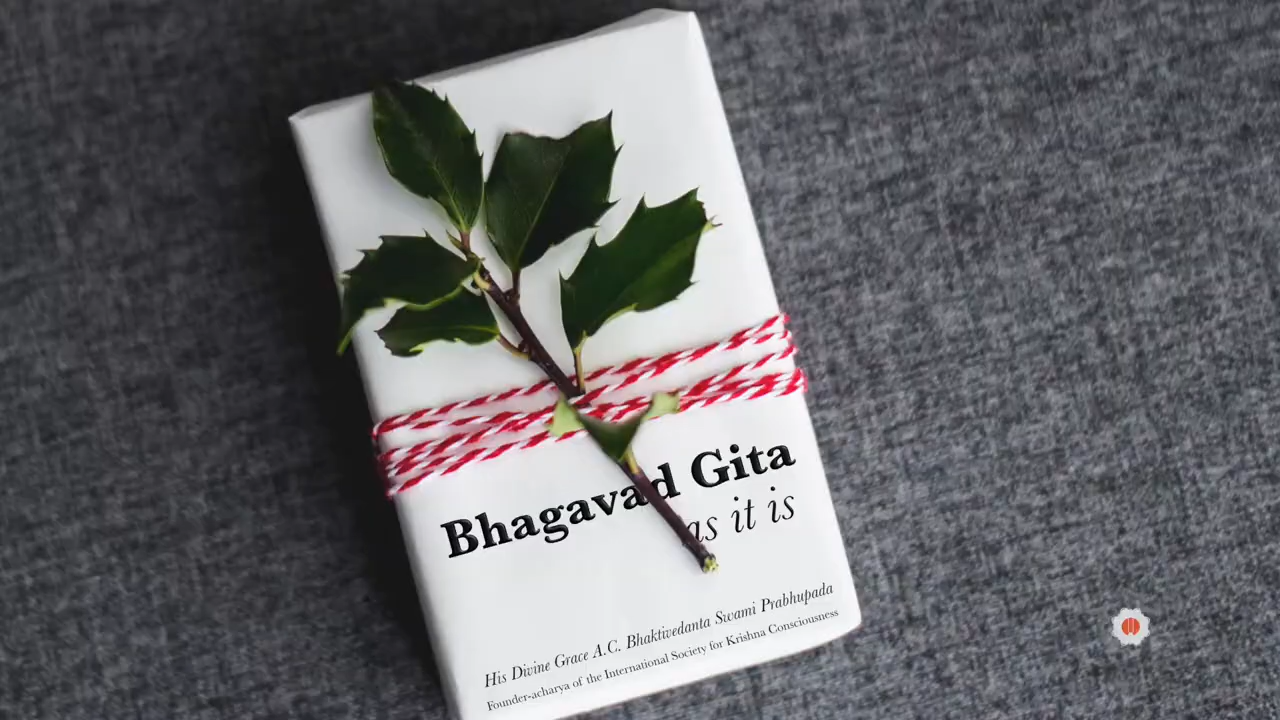 Bhagavad Gita
as it is
His Divine Grace A.C. Bhaktivedanta Swami Prabhupada
Founder-acharya of the International Society for Krishna Consciousness